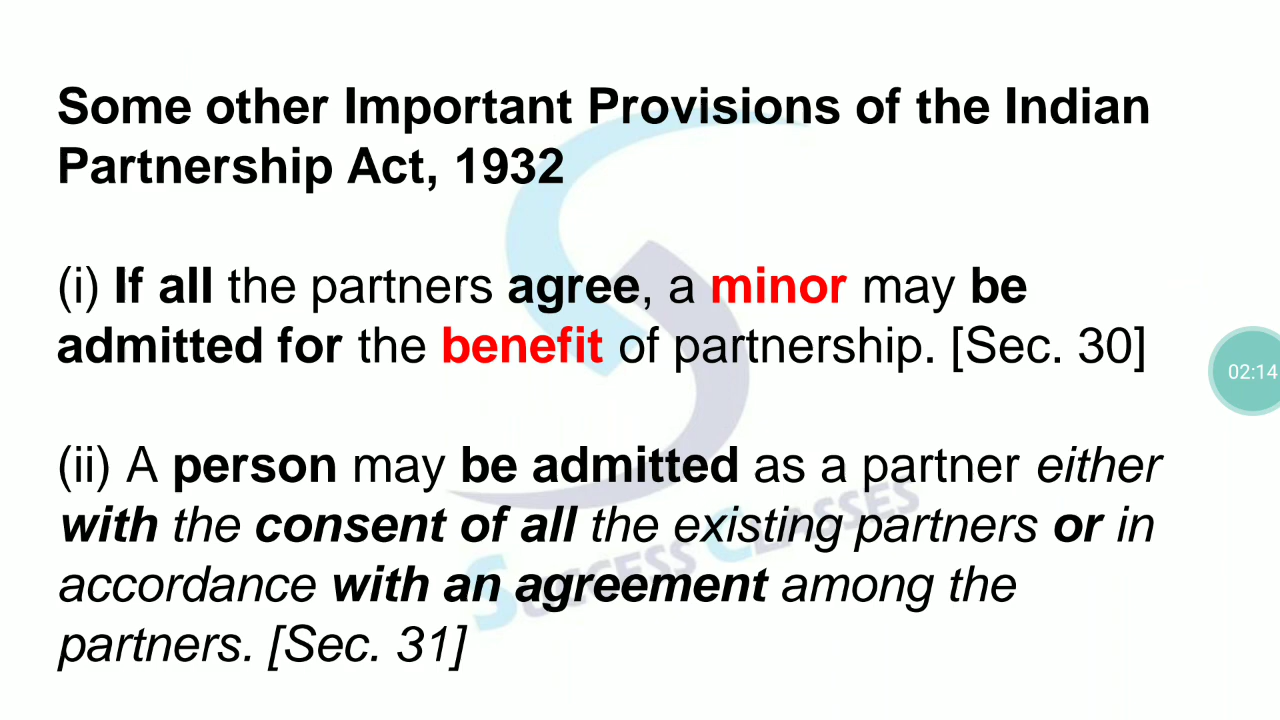 Some other Important Provisions of the Indian
Partnership Act, 1932
(i) If all the partners agree, a minor may be
admitted for the benefit of partnership. [Sec. 30]
02:14
(ii) A person may be admitted as a partner either
with the consent of all the existing partners or in
accordance with an agreement among the
partners. [Sec. 31]
SUCCESS CLASSES